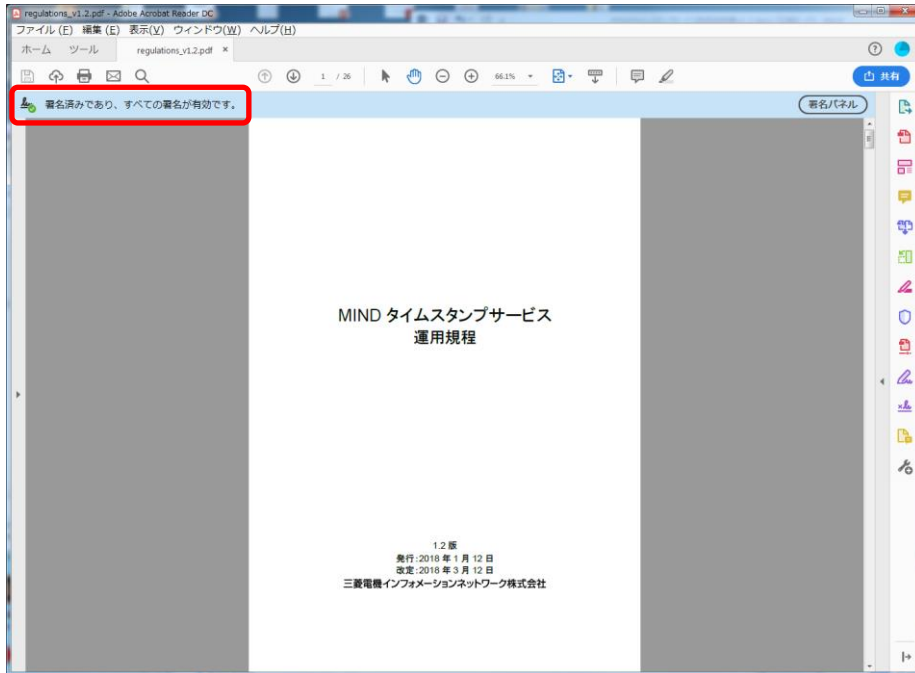 regulations_v1.2.pdf - Adobe Acrobat Reader DC
ファイル(F) 編集(E) 表示(V) ウィンドウ(W) ヘルプ(H)
ホーム ツール regulations_v1.2.pdf ×
1 / 26 66.1%
共有
署名済みであり、すべての署名が有効です。
署名パネル
MIND タイムスタンプサービス
運用規程
1.2 版
発行:2018 年 1 月 12 日
改定:2018 年 3 月 12 日
三菱電機インフォメーションネットワーク株式会社